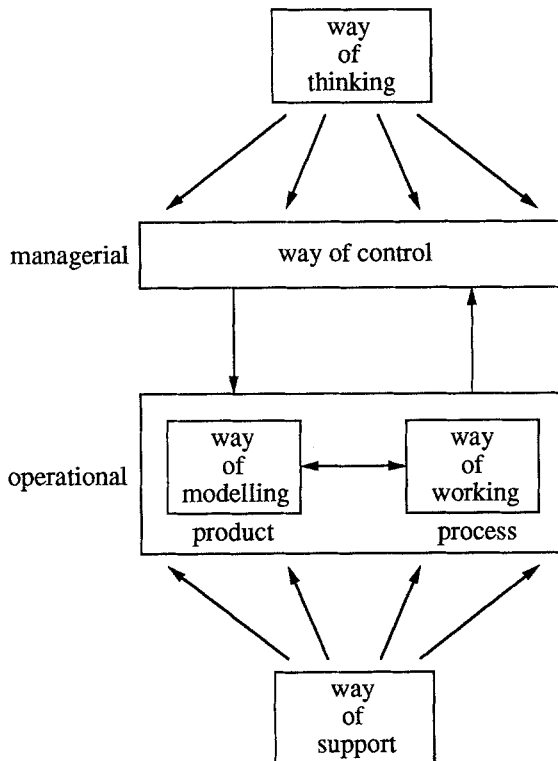 way
of
thinking
managerial
way of control
operational
way
of
modelling
product
way
of
working
process
way
of
support